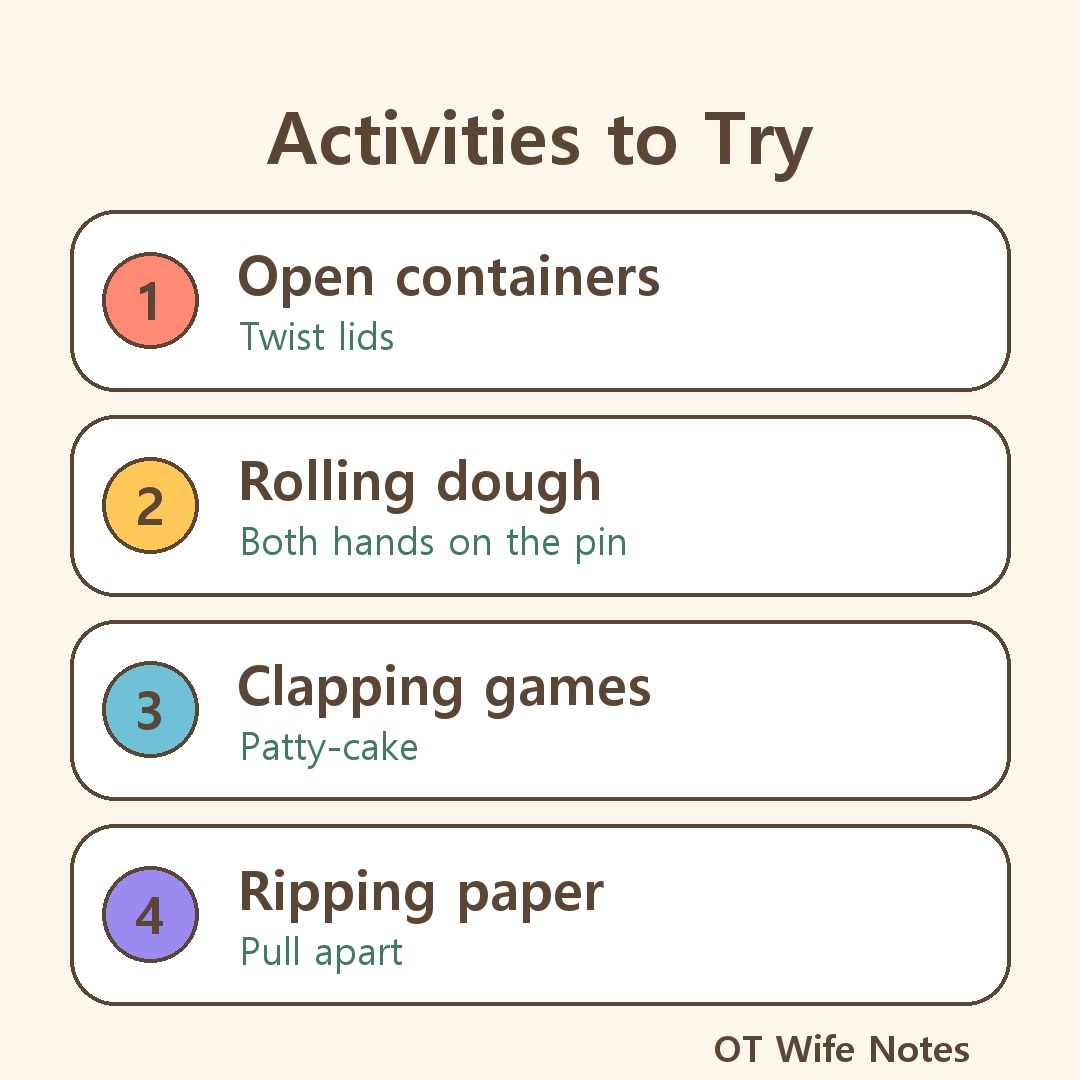 Activities to Try
1
Open containers
Twist lids
2
Rolling dough
Both hands on the pin
3
Clapping games
Patty-cake
4
Ripping paper
Pull apart
OT Wife Notes